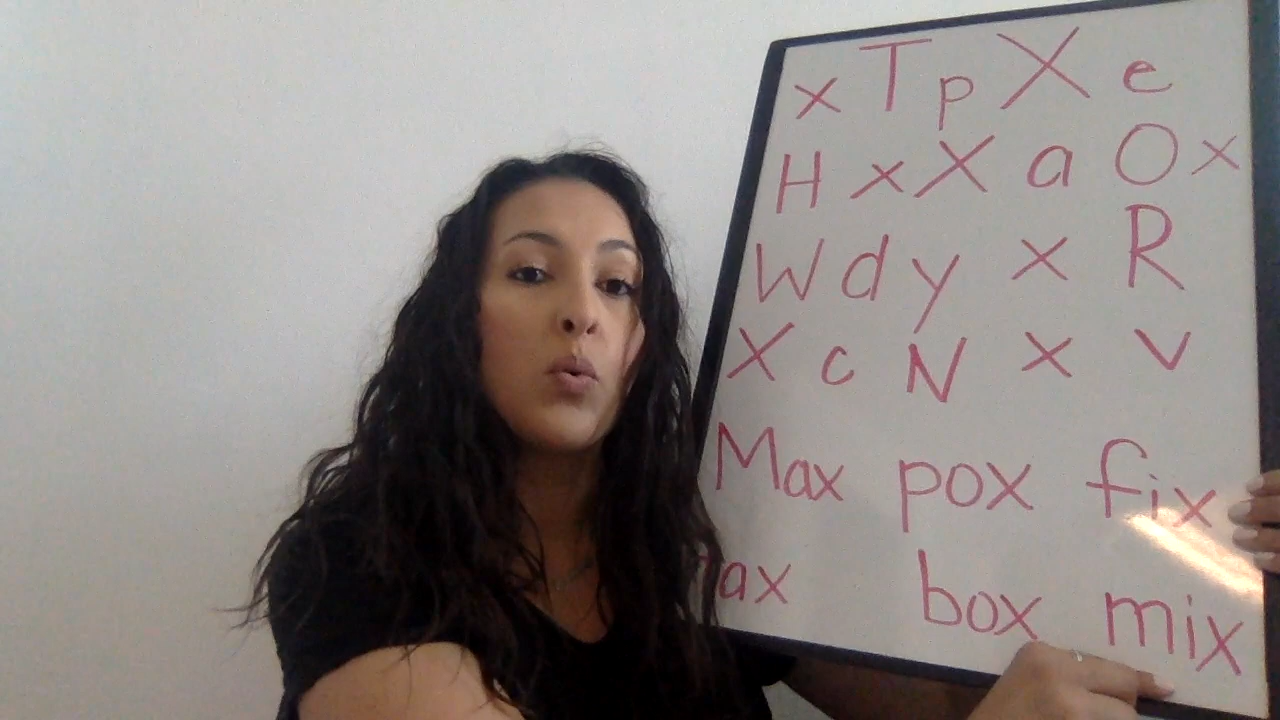 x T p X e
H x X a O x
W d y x R
X c N x v
Max pox fix
box mix